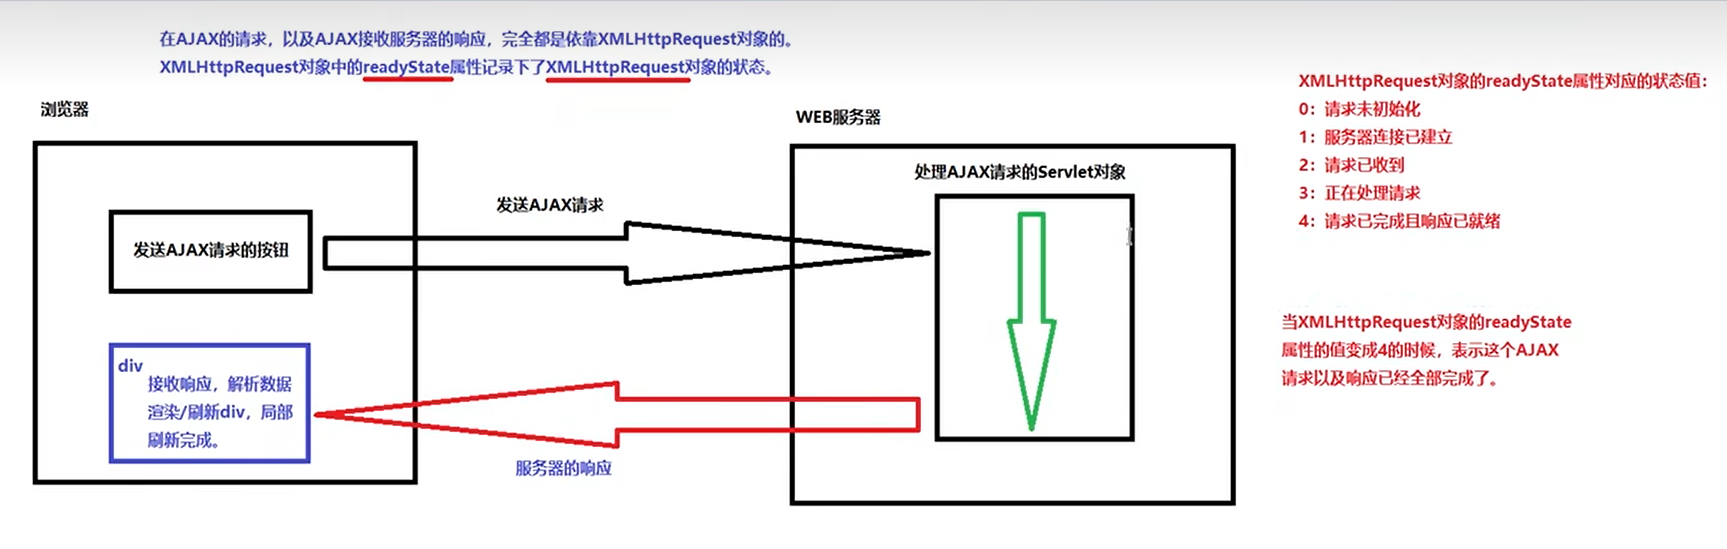 在AJAX的请求，以及AJAX接收服务器的响应，完全都是依靠XMLHttpRequest对象的。
XMLHttpRequest对象中的readyState属性记录下了XMLHttpRequest对象的状态。
浏览器
发送AJAX请求的按钮
div
接收响应，解析数据
渲染/刷新div，局部
刷新完成。
发送AJAX请求
服务器的响应
WEB服务器
处理AJAX请求的Servlet对象
XMLHttpRequest对象的readyState属性对应的状态值：
0：请求未初始化
1：服务器连接已建立
2：请求已收到
3：正在处理请求
4：请求已完成且响应已就绪
当XMLHttpRequest对象的readyState
属性的值变成4的时候，表示这个AJAX
请求以及响应已经全部完成了。